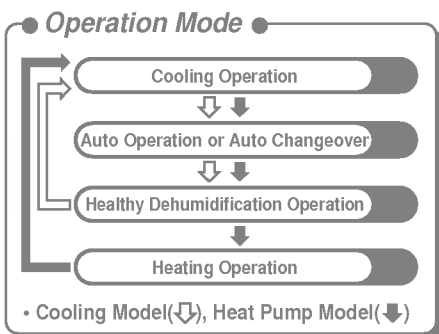 Operation Mode
Cooling Operation
Auto Operation or Auto Changeover
Healthy Dehumidification Operation
Heating Operation
• Cooling Model(⇩), Heat Pump Model(⬇)